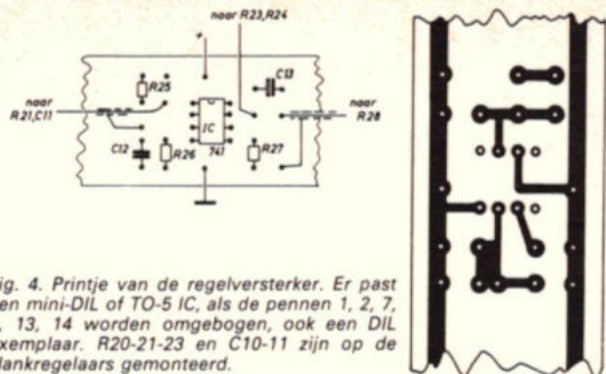 naar R23,R24
+
C13
R25
naar
R21,C11
naar
R28
IC
741
C12
R26
R27
ig. 4. Printje van de regelversterker. Er past
en mini-DIL of TO-5 IC, als de pennen 1, 2, 7,
, 13, 14 worden omgebogen, ook een DIL
xemplaar. R20-21-23 en C10-11 zijn op de
lankregelaars gemonteerd.